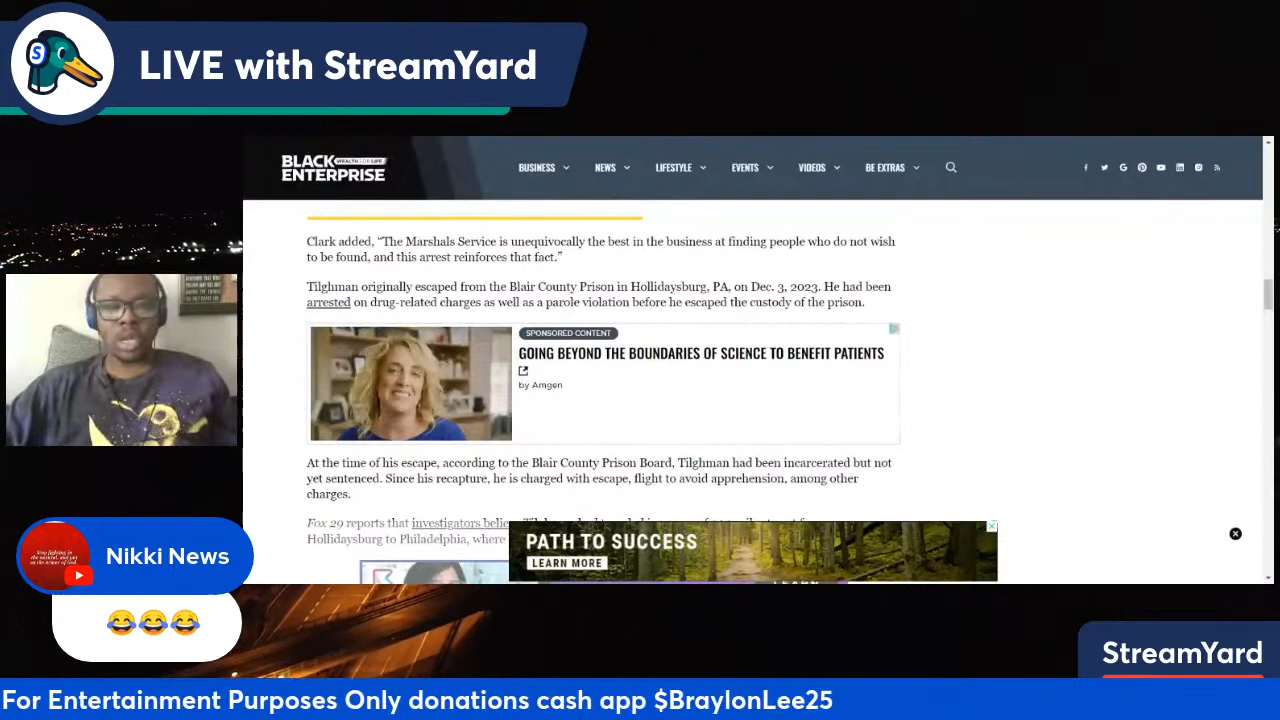 S
LIVE with StreamYard
BLACK WEALTH FOR LIFE
ENTERPRISE
BUSINESS NEWS LIFESTYLE EVENTS VIDEOS BE EXTRAS
Clark added, “The Marshals Service is unequivocally the best in the business at finding people who do not wish
to be found, and this arrest reinforces that fact.”
Tilghman originally escaped from the Blair County Prison in Hollidaysburg, PA, on Dec. 3, 2023. He had been
arrested on drug-related charges as well as a parole violation before he escaped the custody of the prison.
SPONSORED CONTENT
GOING BEYOND THE BOUNDARIES OF SCIENCE TO BENEFIT PATIENTS
by Amgen
At the time of his escape, according to the Blair County Prison Board, Tilghman had been incarcerated but not
yet sentenced. Since his recapture, he is charged with escape, flight to avoid apprehension, among other
charges.
Fox 29 reports that investigators
Hollidaysburg to Philadelphia, where
PATH TO SUCCESS
LEARN MORE
Nikki News
😂😂😂
StreamYard
For Entertainment Purposes Only donations cash app $BraylonLee25